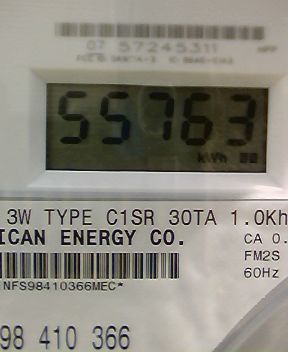 07 57245311
55763
kWh
3W TYPE C1SR 30TA 1.0Kh
ICAN ENERGY CO.
CA 0.
FM2S
60Hz
NFS98410366MEC*
98 410 366